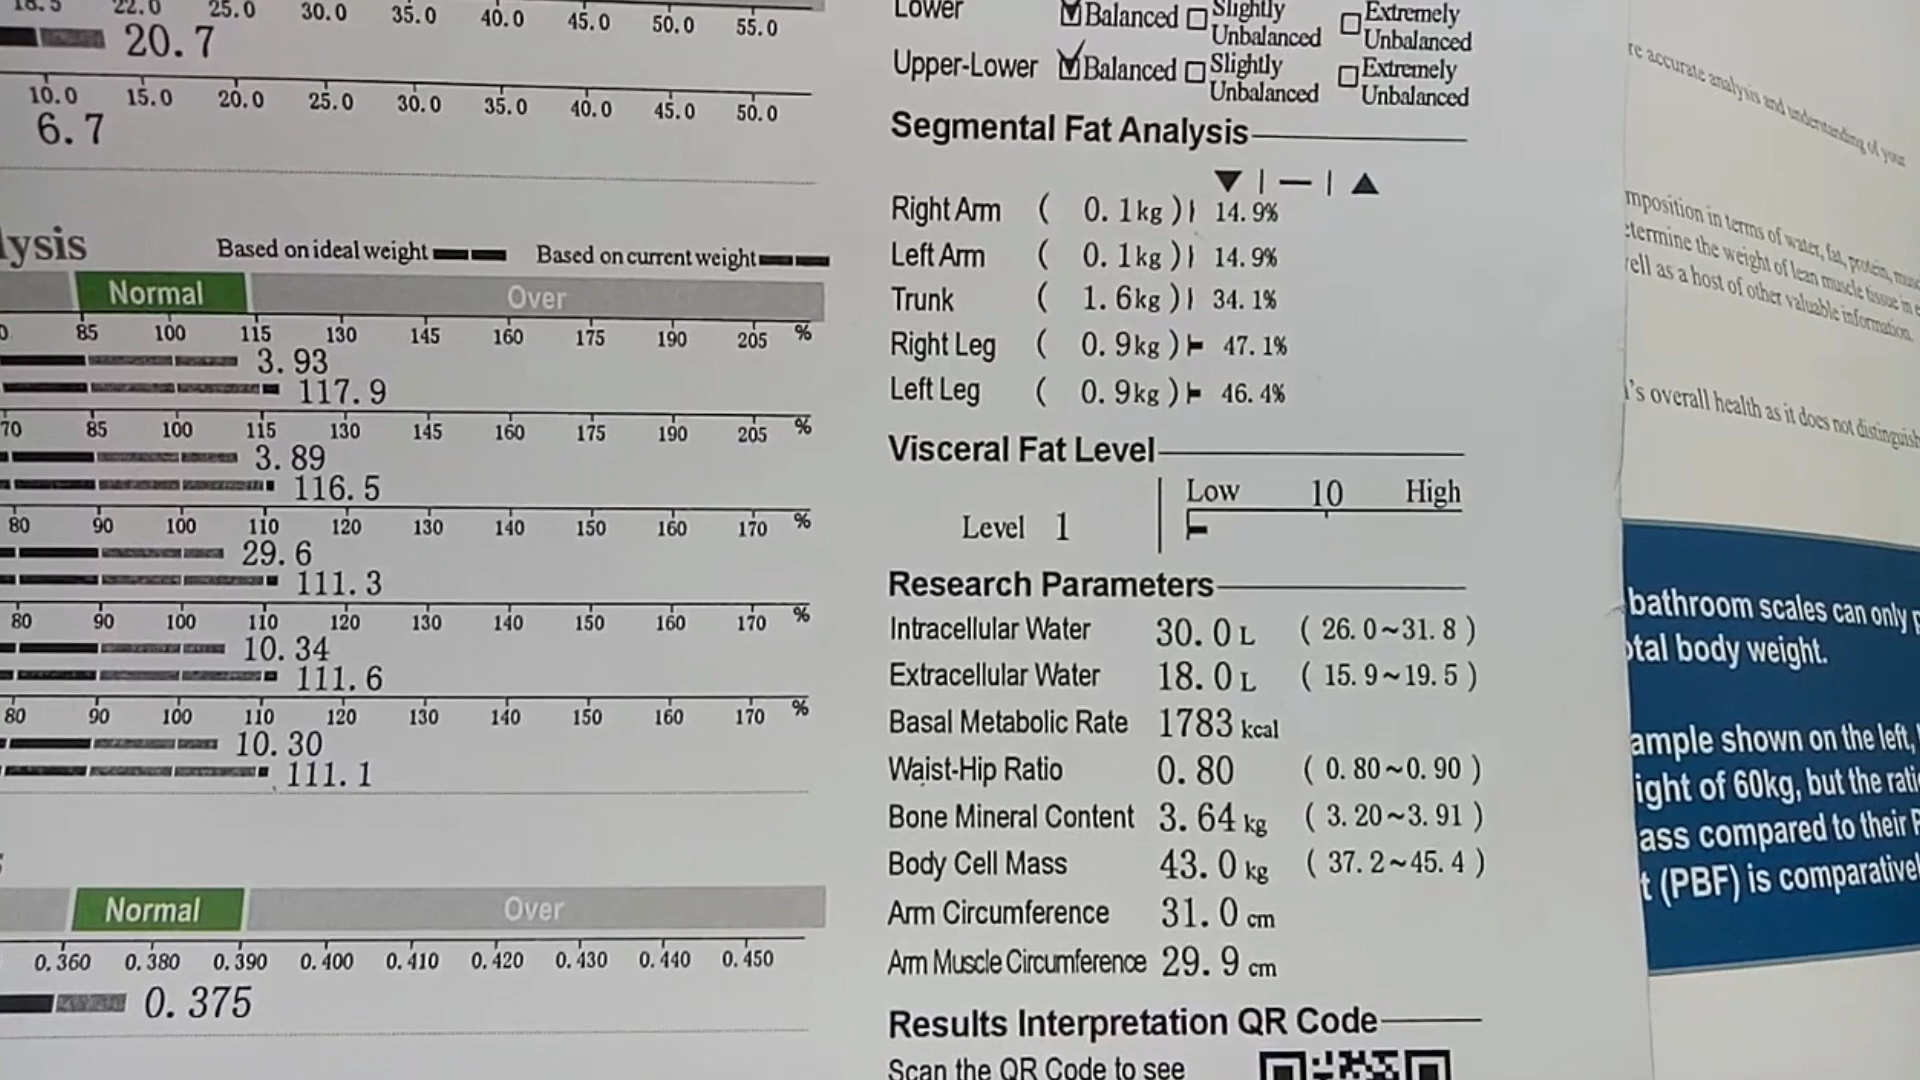 18.5 22.0 25.0 30.0 35.0 40.0 45.0 50.0 55.0
20.7
10.0 15.0 20.0 25.0 30.0 35.0 40.0 45.0 50.0
6.7
lysis Based on ideal weight Based on current weight
Normal Over
85 100 115 130 145 160 175 190 205 %
3.93
117.9
70 85 100 115 130 145 160 175 190 205 %
3.89
116.5
80 90 100 110 120 130 140 150 160 170 %
29.6
111.3
80 90 100 110 120 130 140 150 160 170 %
10.34
111.6
80 90 100 110 120 130 140 150 160 170 %
10.30
111.1
Normal Over
0.360 0.380 0.390 0.400 0.410 0.420 0.430 0.440 0.450
0.375
Lower Balanced Slightly Unbalanced Extremely Unbalanced
Upper-Lower Balanced Slightly Unbalanced Extremely Unbalanced
Segmental Fat Analysis
Right Arm ( 0.1kg ) 14.9%
Left Arm ( 0.1kg ) 14.9%
Trunk ( 1.6kg ) 34.1%
Right Leg ( 0.9kg ) 47.1%
Left Leg ( 0.9kg ) 46.4%
Visceral Fat Level
Low 10 High
Level 1
Research Parameters
Intracellular Water 30.0 L ( 26.0~31.8 )
Extracellular Water 18.0 L ( 15.9~19.5 )
Basal Metabolic Rate 1783 kcal
Waist-Hip Ratio 0.80 ( 0.80~0.90 )
Bone Mineral Content 3.64 kg ( 3.20~3.91 )
Body Cell Mass 43.0 kg ( 37.2~45.4 )
Arm Circumference 31.0 cm
Arm Muscle Circumference 29.9 cm
Results Interpretation QR Code
Scan the QR Code to see
re accurate analysis and understanding of your
mposition in terms of water, fat, protein,
etermine the weight of lean muscle tissue in
well as a host of other valuable information.
's overall health as it does not distinguish
bathroom scales can only
otal body weight.
ample shown on the left,
ight of 60kg, but the
ass compared to their
t (PBF) is